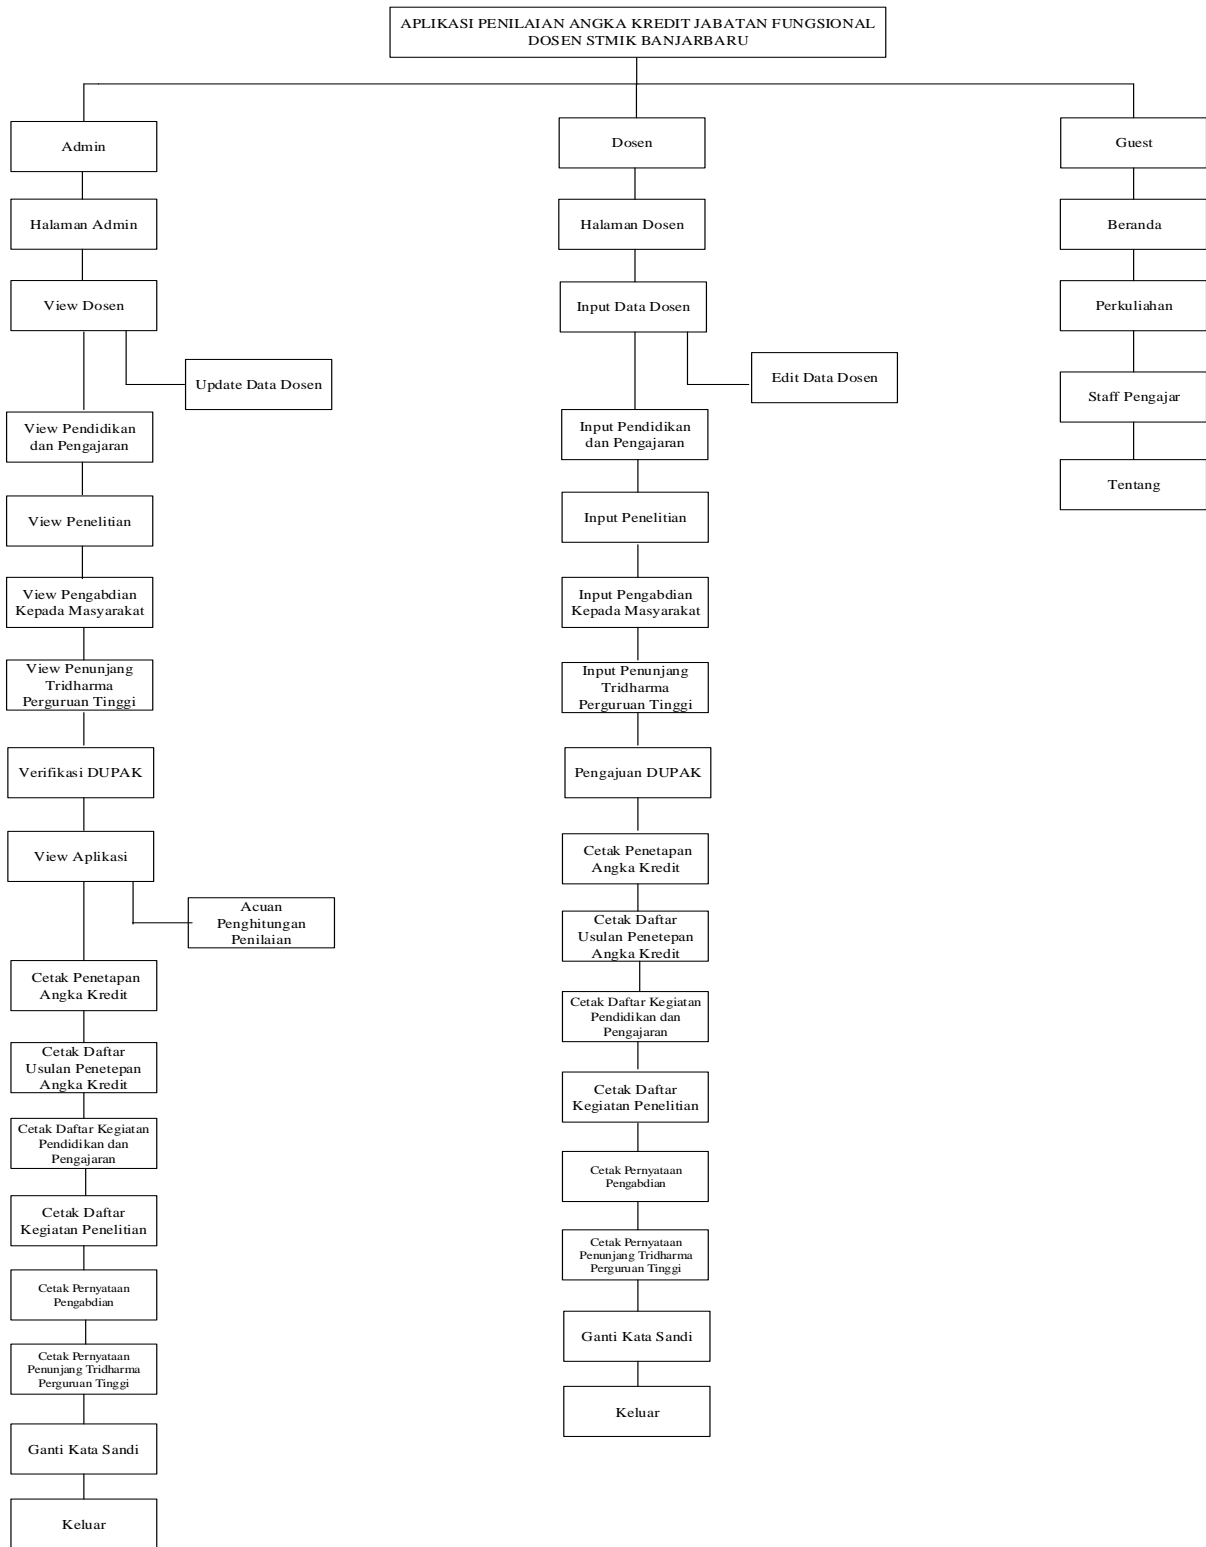 APLIKASI PENILAIAN ANGKA KREDIT JABATAN FUNGSIONAL
DOSEN STMIK BANJARBARU
Admin
Halaman Admin
View Dosen
Update Data Dosen
View Pendidikan
dan Pengajaran
View Penelitian
View Pengabdian
Kepada Masyarakat
View Penunjang
Tridharma
Perguruan Tinggi
Verifikasi DUPAK
View Aplikasi
Acuan
Penghitungan
Penilaian
Cetak Penetapan
Angka Kredit
Cetak Daftar
Usulan Penetepan
Angka Kredit
Cetak Daftar Kegiatan
Pendidikan dan
Pengajaran
Cetak Daftar
Kegiatan Penelitian
Cetak Pernyataan
Pengabdian
Cetak Pernyataan
Penunjang Tridharma
Perguruan Tinggi
Ganti Kata Sandi
Keluar
Dosen
Halaman Dosen
Input Data Dosen
Edit Data Dosen
Input Pendidikan
dan Pengajaran
Input Penelitian
Input Pengabdian
Kepada Masyarakat
Input Penunjang
Tridharma
Perguruan Tinggi
Pengajuan DUPAK
Cetak Penetapan
Angka Kredit
Cetak Daftar
Usulan Penetepan
Angka Kredit
Cetak Daftar Kegiatan
Pendidikan dan
Pengajaran
Cetak Daftar
Kegiatan Penelitian
Cetak Pernyataan
Pengabdian
Cetak Pernyataan
Penunjang Tridharma
Perguruan Tinggi
Ganti Kata Sandi
Keluar
Guest
Beranda
Perkuliahan
Staff Pengajar
Tentang